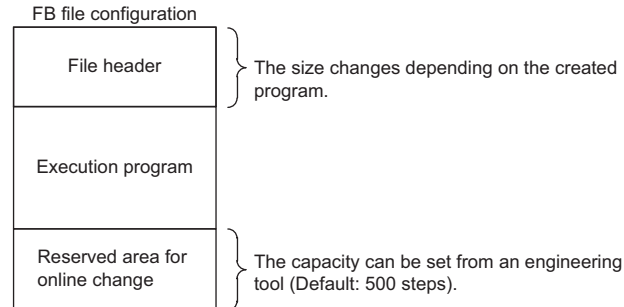 FB file configuration
File header
The size changes depending on the created
program.
Execution program
Reserved area for
online change
The capacity can be set from an engineering
tool (Default: 500 steps).